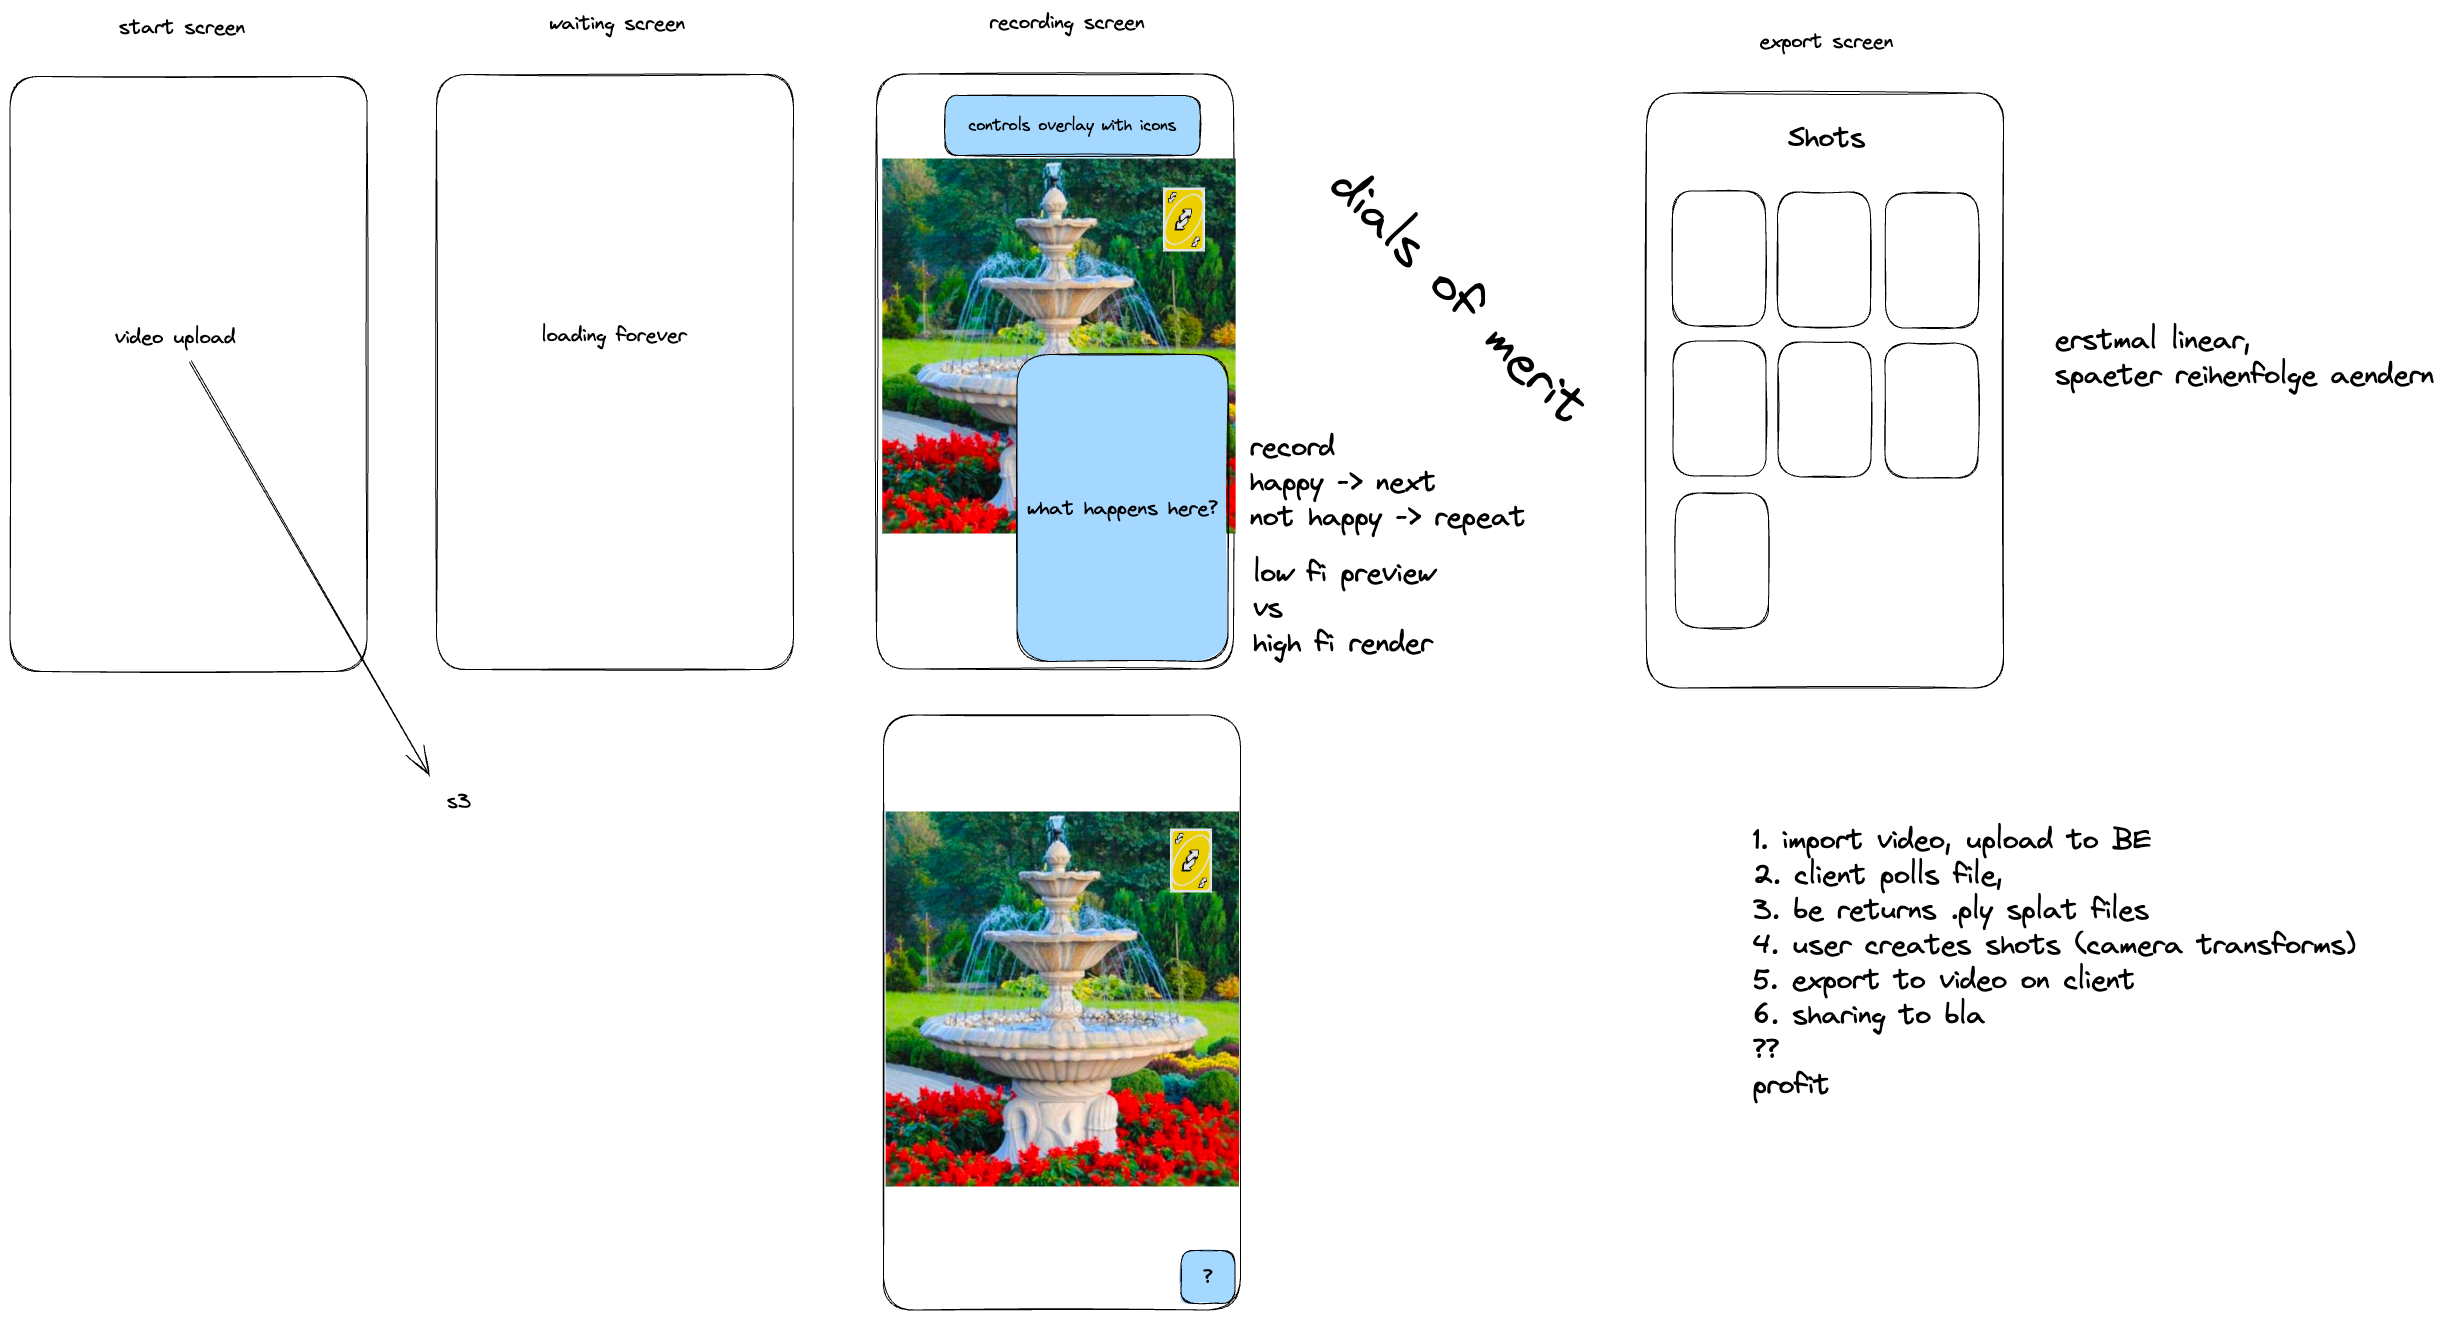 start screen
waiting screen
recording screen
export screen
video upload
s3
loading forever
controls overlay with icons
what happens here?
dials of merit
record
happy -> next
not happy -> repeat
low fi preview
vs
high fi render
?
Shots
erstmal linear,
spaeter reihenfolge aendern
1. import video, upload to BE
2. client polls file,
3. be returns .ply splat files
4. user creates shots (camera transforms)
5. export to video on client
6. sharing to bla
??
profit